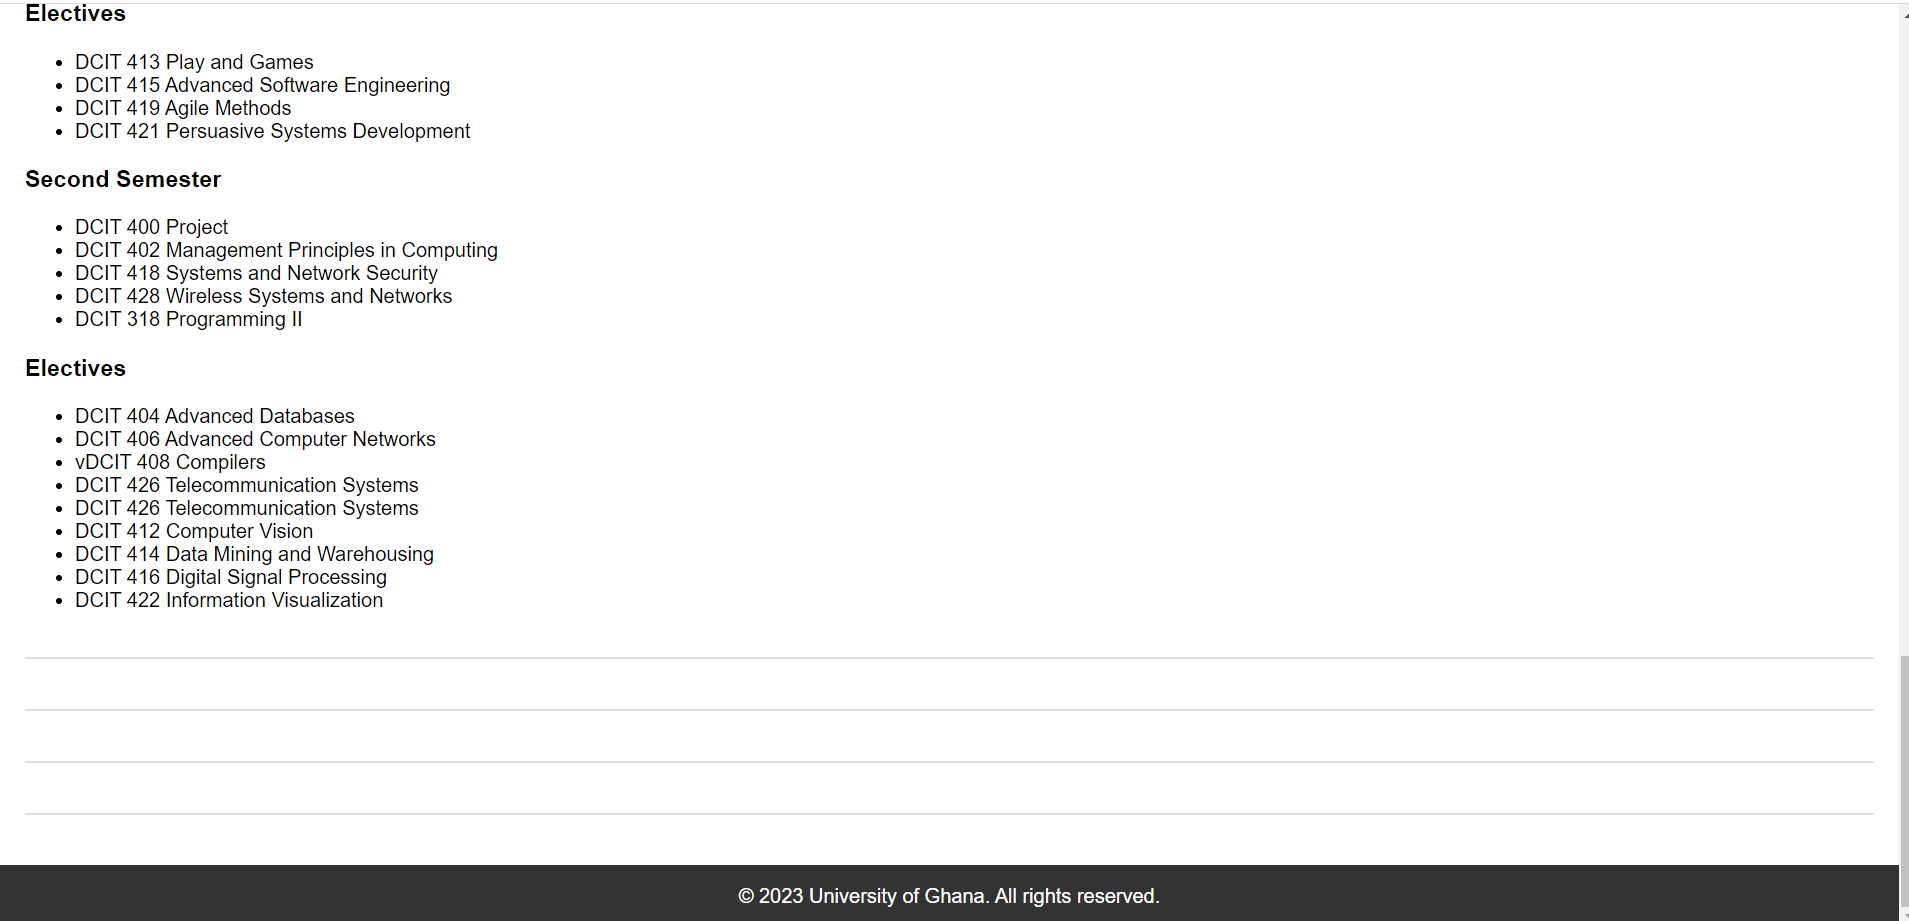 Electives
DCIT 413 Play and Games
DCIT 415 Advanced Software Engineering
DCIT 419 Agile Methods
DCIT 421 Persuasive Systems Development
Second Semester
DCIT 400 Project
DCIT 402 Management Principles in Computing
DCIT 418 Systems and Network Security
DCIT 428 Wireless Systems and Networks
DCIT 318 Programming II
Electives
DCIT 404 Advanced Databases
DCIT 406 Advanced Computer Networks
vDCIT 408 Compilers
DCIT 426 Telecommunication Systems
DCIT 426 Telecommunication Systems
DCIT 412 Computer Vision
DCIT 414 Data Mining and Warehousing
DCIT 416 Digital Signal Processing
DCIT 422 Information Visualization
© 2023 University of Ghana. All rights reserved.